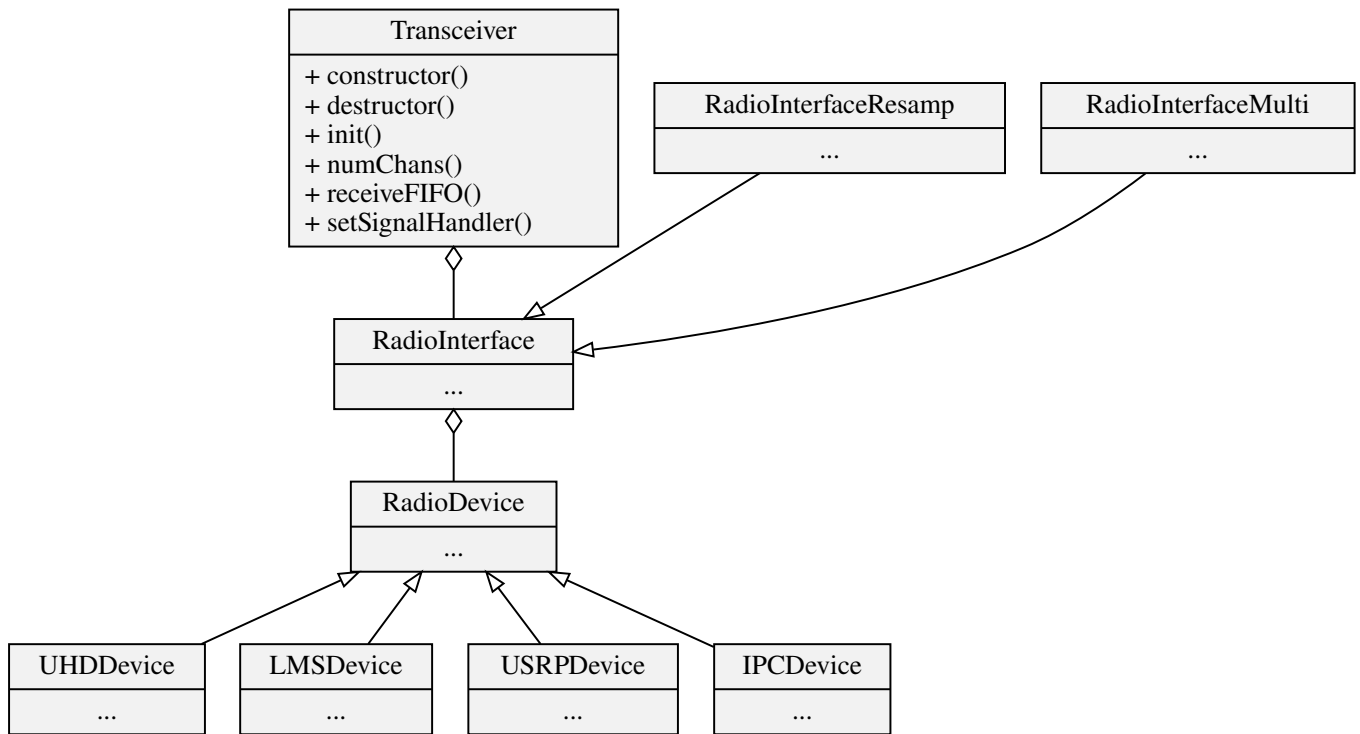 Transceiver
+ constructor()
+ destructor()
+ init()
+ numChans()
+ receiveFIFO()
+ setSignalHandler()
RadioInterfaceResamp
...
RadioInterfaceMulti
...
RadioInterface
...
RadioDevice
...
UHDDevice
...
LMSDevice
...
USRPDevice
...
IPCDevice
...